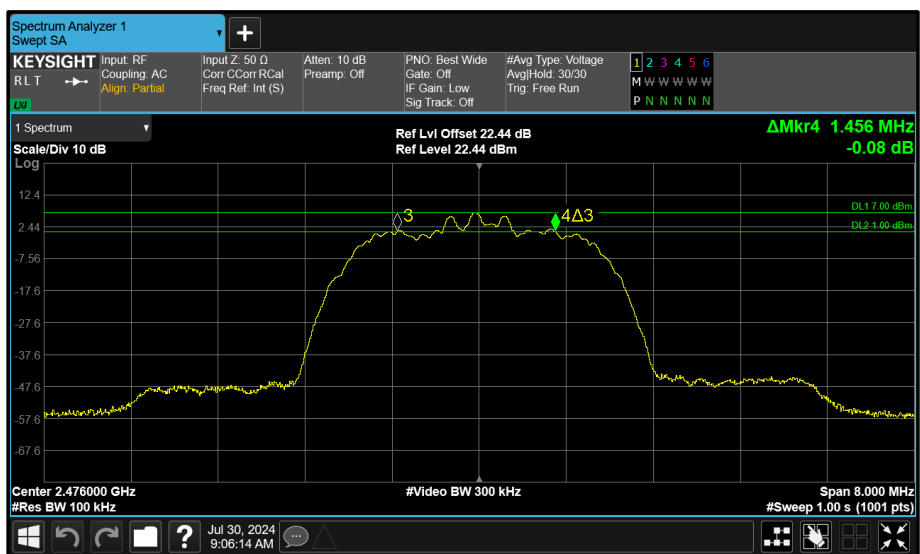 Spectrum Analyzer 1
Swept SA
▼
+
KEYSIGHT
R L T
LXI
Input: RF
Coupling: AC
Align: Partial
Input Z: 50 Ω
Corr CCorr RCal
Freq Ref: Int (S)
Atten: 10 dB
Preamp: Off
PNO: Best Wide
Gate: Off
IF Gain: Low
Sig Track: Off
#Avg Type: Voltage
Avg|Hold: 30/30
Trig: Free Run
1 2 3 4 5 6
M W W W W W
P N N N N N
1 Spectrum ▼
Scale/Div 10 dB
Ref Lvl Offset 22.44 dB
Ref Level 22.44 dBm
ΔMkr4 1.456 MHz
-0.08 dB
Log
12.4
2.44
-7.56
-17.6
-27.6
-37.6
-47.6
-57.6
-67.6
3
4Δ3
DL1 7.00 dBm
DL2 1.00 dBm
Center 2.476000 GHz
#Res BW 100 kHz
#Video BW 300 kHz
Span 8.000 MHz
#Sweep 1.00 s (1001 pts)
?
Jul 30, 2024
9:06:14 AM